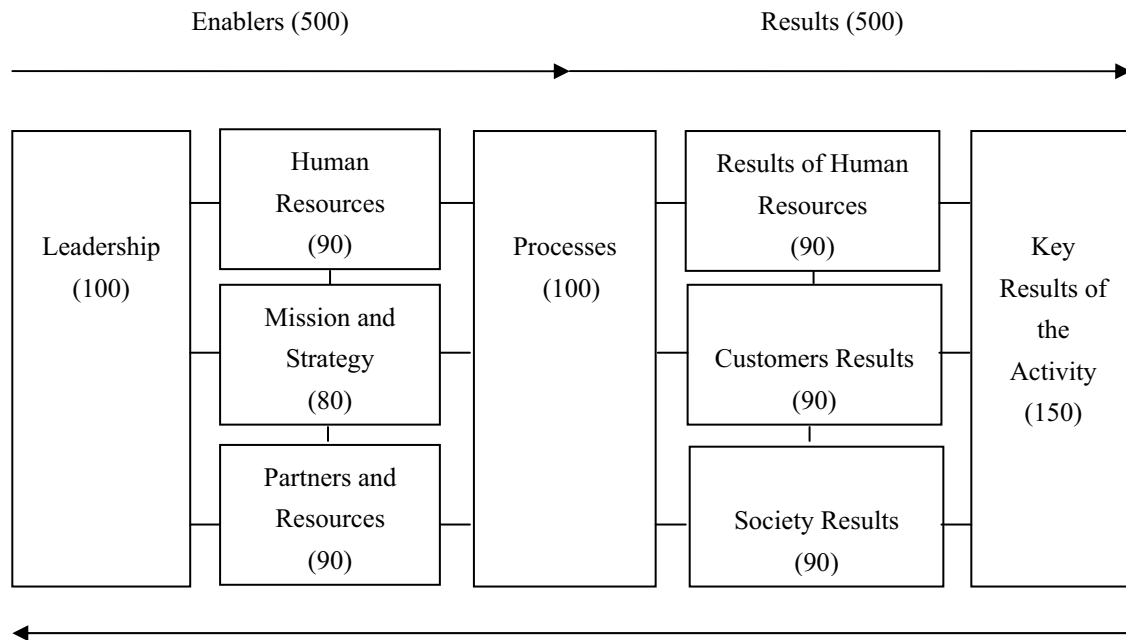 Enablers (500)
Results (500)
Leadership
(100)
Human
Resources
(90)
Mission and
Strategy
(80)
Partners and
Resources
(90)
Processes
(100)
Results of Human
Resources
(90)
Customers Results
(90)
Society Results
(90)
Key
Results of
the
Activity
(150)